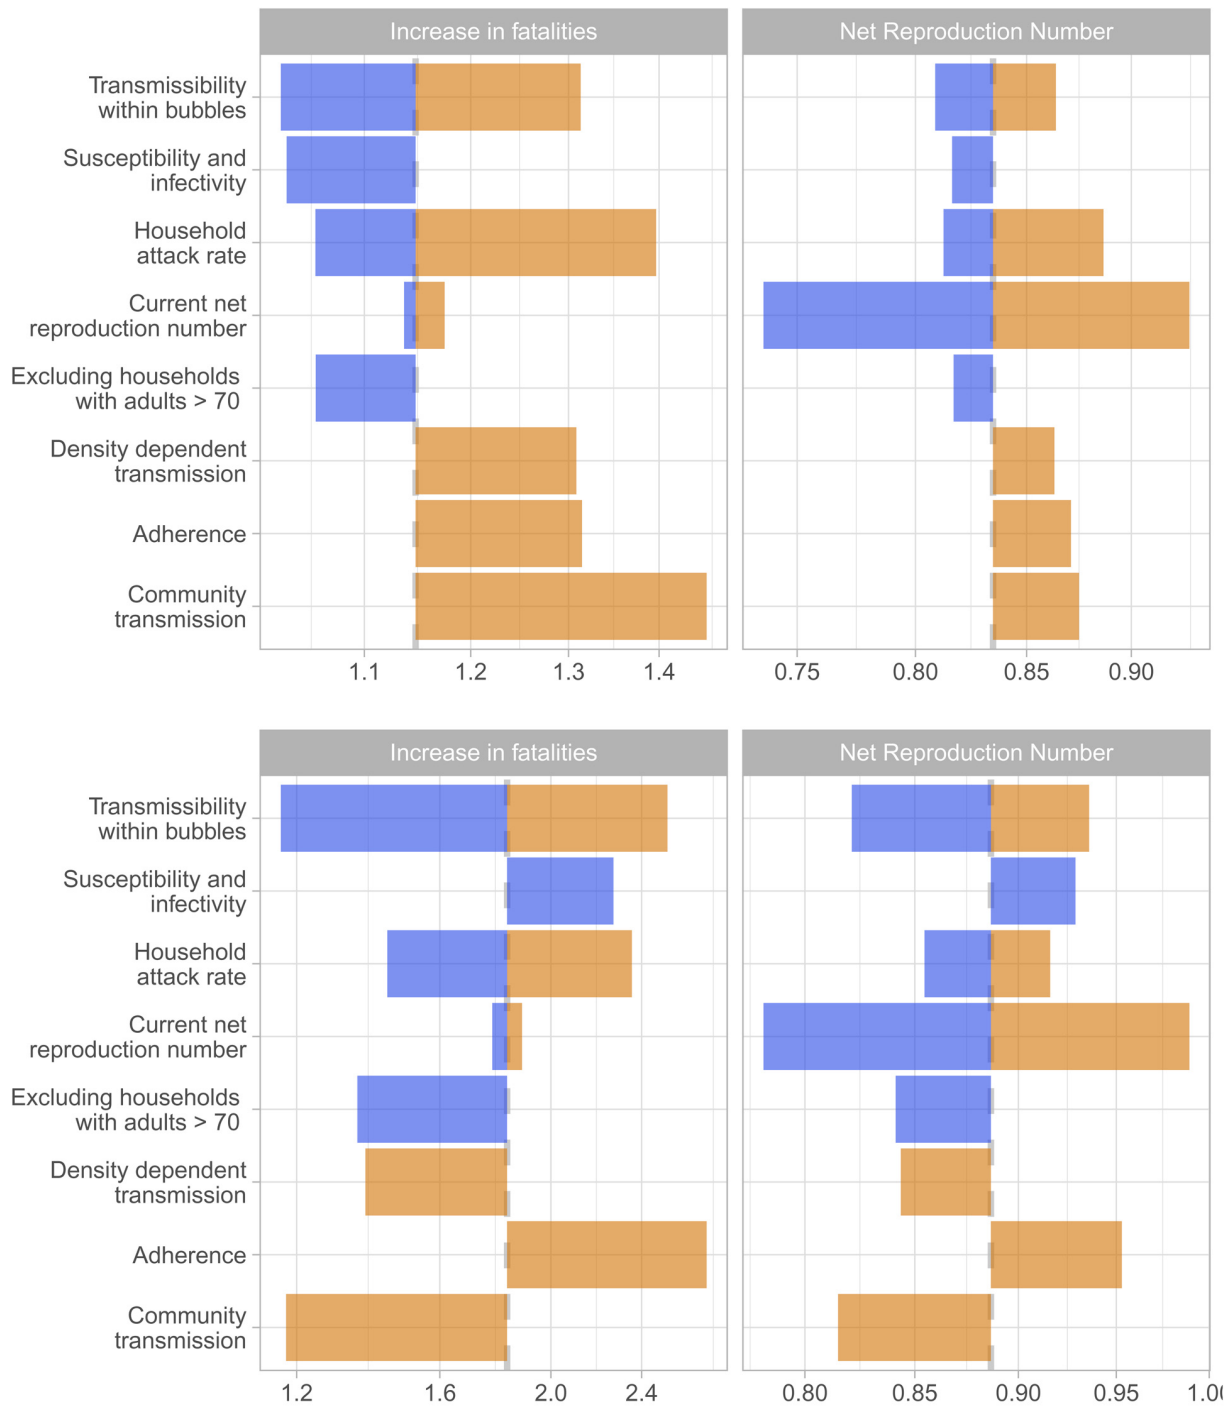 Increase in fatalities
Net Reproduction Number
Transmissibility
within bubbles
Susceptibility and
infectivity
Household
attack rate
Current net
reproduction number
Excluding households
with adults > 70
Density dependent
transmission
Adherence
Community
transmission
1.1 1.2 1.3 1.4
0.75 0.80 0.85 0.90
Increase in fatalities
Net Reproduction Number
Transmissibility
within bubbles
Susceptibility and
infectivity
Household
attack rate
Current net
reproduction number
Excluding households
with adults > 70
Density dependent
transmission
Adherence
Community
transmission
1.2 1.6 2.0 2.4
0.80 0.85 0.90 0.95